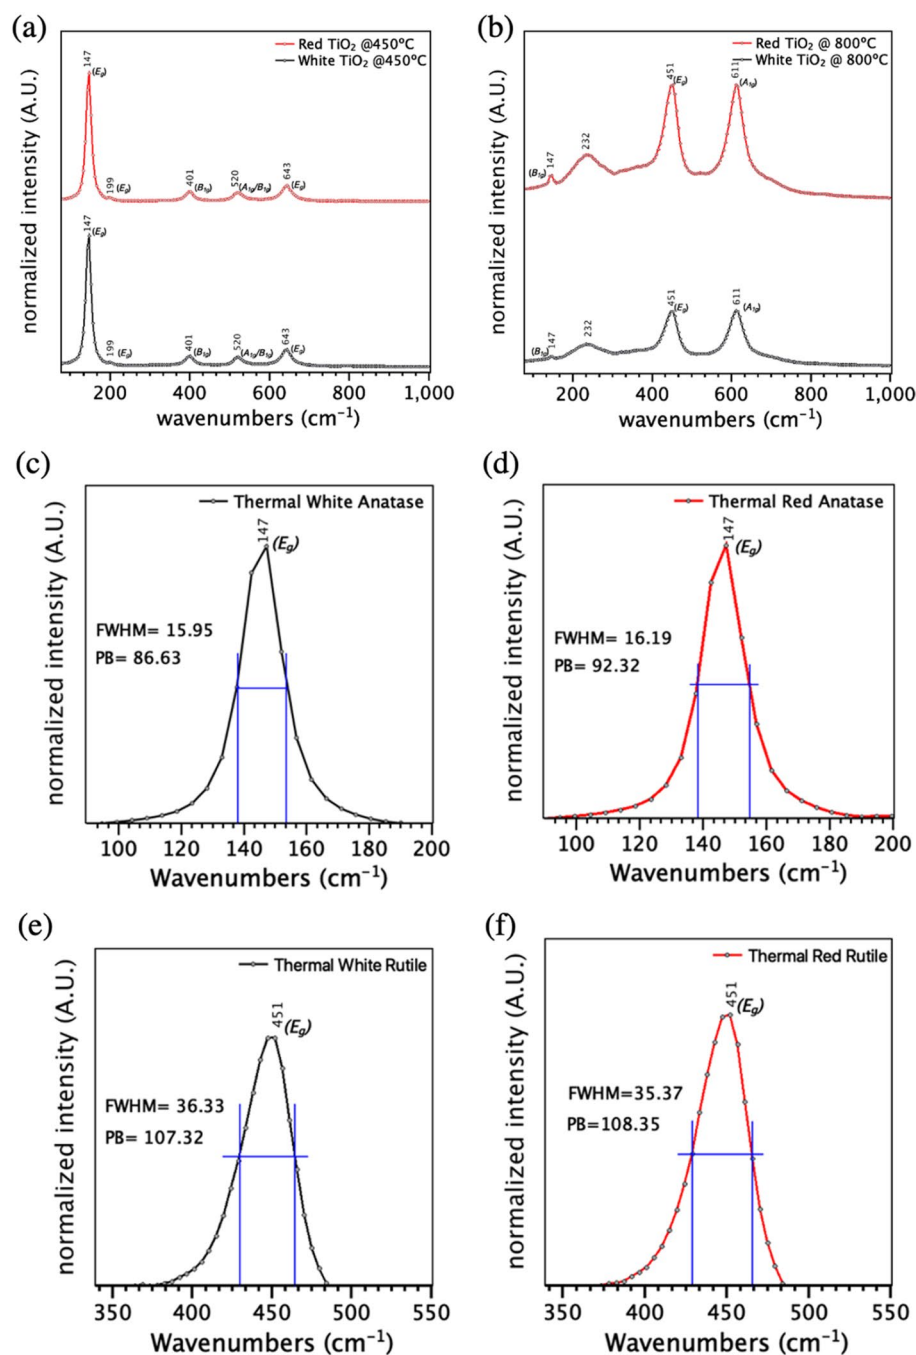 (a)
normalized intensity (A.U.)
Red TiO₂ @450ºC
White TiO₂ @450ºC
147 (Eg)
199 (Eg)
401 (B1g)
520 (A1g/B1g)
643 (Eg)
147 (Eg)
199 (Eg)
401 (B1g)
520 (A1g/B1g)
643 (Eg)
200 400 600 800 1,000
wavenumbers (cm⁻¹)
(b)
normalized intensity (A.U.)
Red TiO₂ @ 800ºC
White TiO₂ @ 800ºC
(B1g) 147
232
451 (Eg)
611 (A1g)
(B1g) 147
232
451 (Eg)
611 (A1g)
200 400 600 800 1,000
wavenumbers (cm⁻¹)
(c)
normalized intensity (A.U.)
Thermal White Anatase
147 (Eg)
FWHM= 15.95
PB= 86.63
100 120 140 160 180 200
Wavenumbers (cm⁻¹)
(d)
normalized intensity (A.U.)
Thermal Red Anatase
147 (Eg)
FWHM= 16.19
PB= 92.32
100 120 140 160 180 200
Wavenumbers (cm⁻¹)
(e)
normalized intensity (A.U.)
Thermal White Rutile
451 (Eg)
FWHM= 36.33
PB= 107.32
350 400 450 500 550
Wavenumbers (cm⁻¹)
(f)
normalized intensity (A.U.)
Thermal Red Rutile
451 (Eg)
FWHM=35.37
PB=108.35
350 400 450 500 550
Wavenumbers (cm⁻¹)